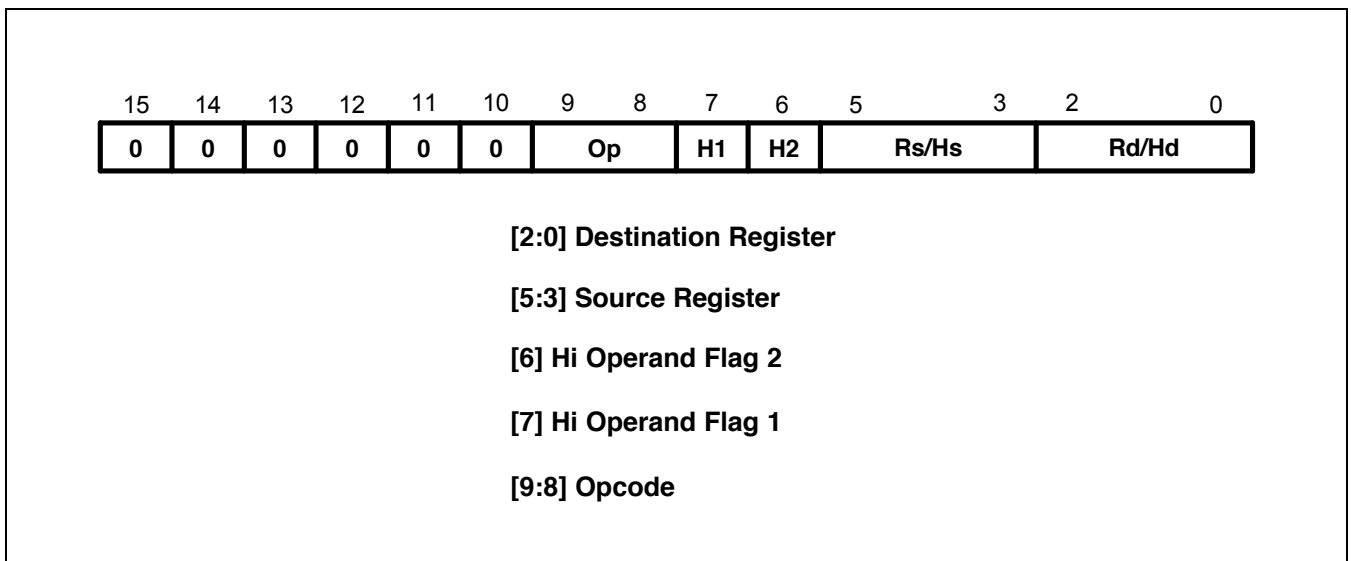 15 14 13 12 11 10 9 8 7 6 5 3 2 0
0 0 0 0 0 0 Op H1 H2 Rs/Hs Rd/Hd
[2:0] Destination Register
[5:3] Source Register
[6] Hi Operand Flag 2
[7] Hi Operand Flag 1
[9:8] Opcode